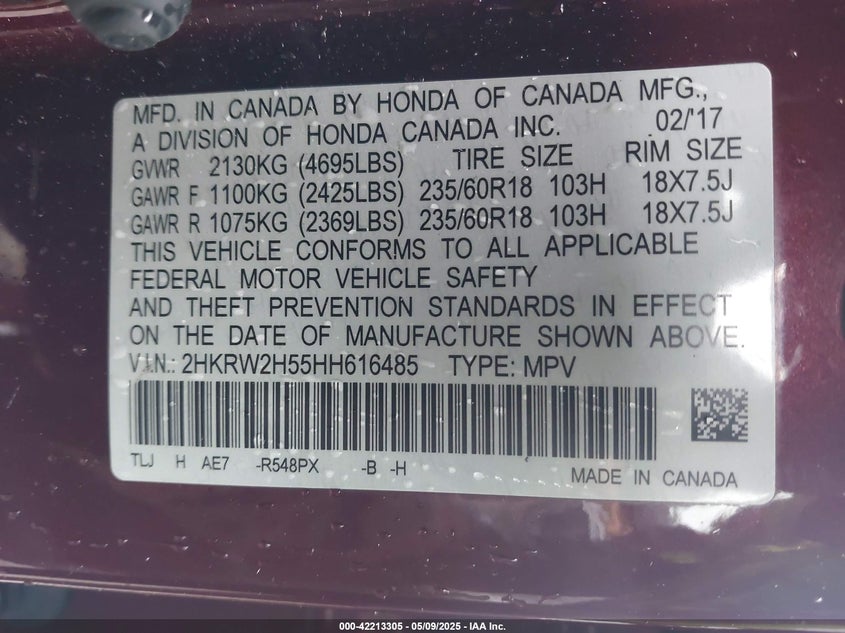 MFD. IN CANADA BY HONDA OF CANADA MFG.,
A DIVISION OF HONDA CANADA INC. 02/'17
GVWR 2130KG (4695LBS) TIRE SIZE RIM SIZE
GAWR F 1100KG (2425LBS) 235/60R18 103H 18X7.5J
GAWR R 1075KG (2369LBS) 235/60R18 103H 18X7.5J
THIS VEHICLE CONFORMS TO ALL APPLICABLE
FEDERAL MOTOR VEHICLE SAFETY
AND THEFT PREVENTION STANDARDS IN EFFECT
ON THE DATE OF MANUFACTURE SHOWN ABOVE.
V.I.N.: 2HKRW2H55HH616485 TYPE: MPV
TLJ H AE7 -R548PX -B -H
MADE IN CANADA
000-42213305 - 05/09/2025 - IAA Inc.